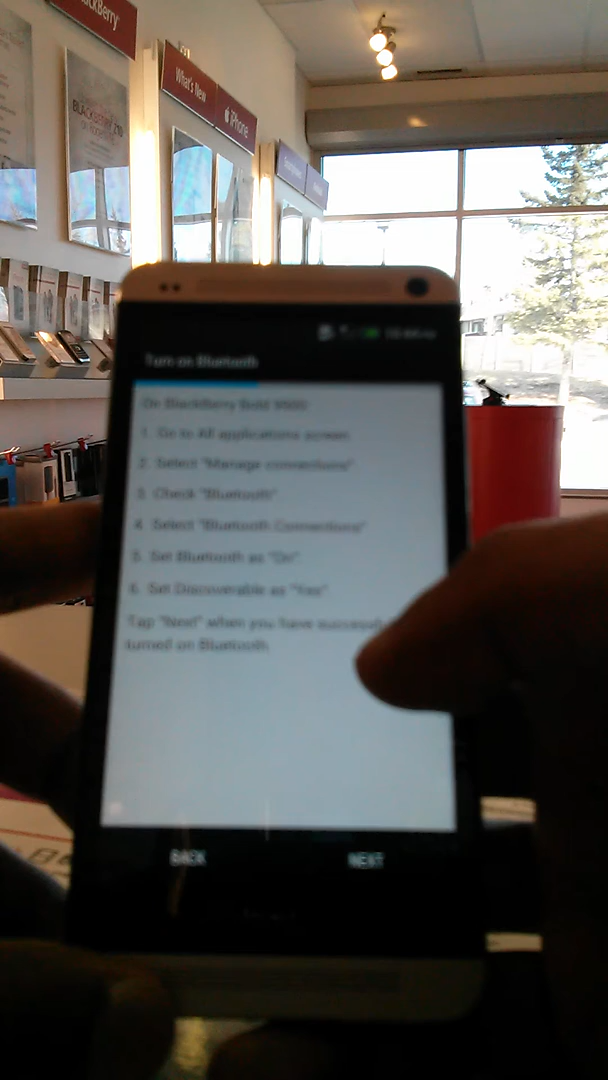 BlackBerry
What's New
iPhone
BLACKBERRY Z10
Turn on Bluetooth
On BlackBerry Bold 9900:
1. Go to All applications screen
2. Select "Manage connections"
3. Check "Bluetooth"
4. Select "Bluetooth Connections"
5. Set Bluetooth as "On"
6. Set Discoverable as "Yes"
Tap "Next" when you have
turned on Bluetooth.
BACK
NEXT